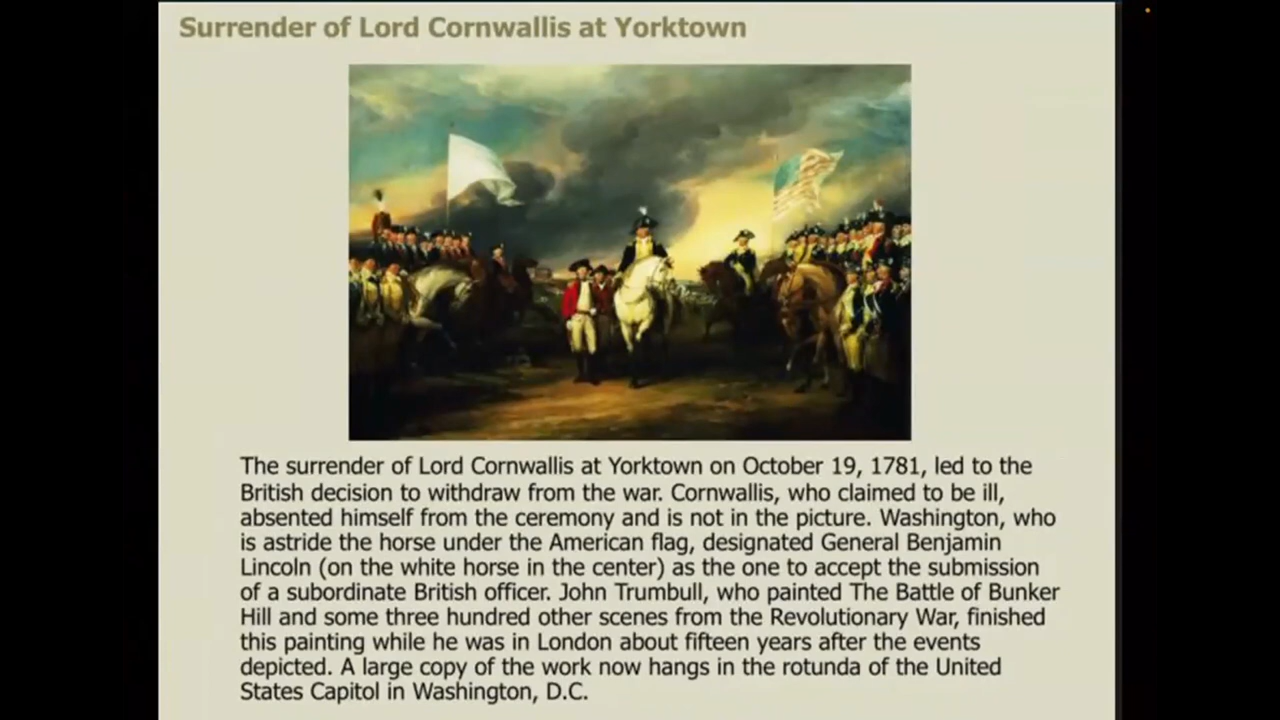 Surrender of Lord Cornwallis at Yorktown
The surrender of Lord Cornwallis at Yorktown on October 19, 1781, led to the
British decision to withdraw from the war. Cornwallis, who claimed to be ill,
absented himself from the ceremony and is not in the picture. Washington, who
is astride the horse under the American flag, designated General Benjamin
Lincoln (on the white horse in the center) as the one to accept the submission
of a subordinate British officer. John Trumbull, who painted The Battle of Bunker
Hill and some three hundred other scenes from the Revolutionary War, finished
this painting while he was in London about fifteen years after the events
depicted. A large copy of the work now hangs in the rotunda of the United
States Capitol in Washington, D.C.